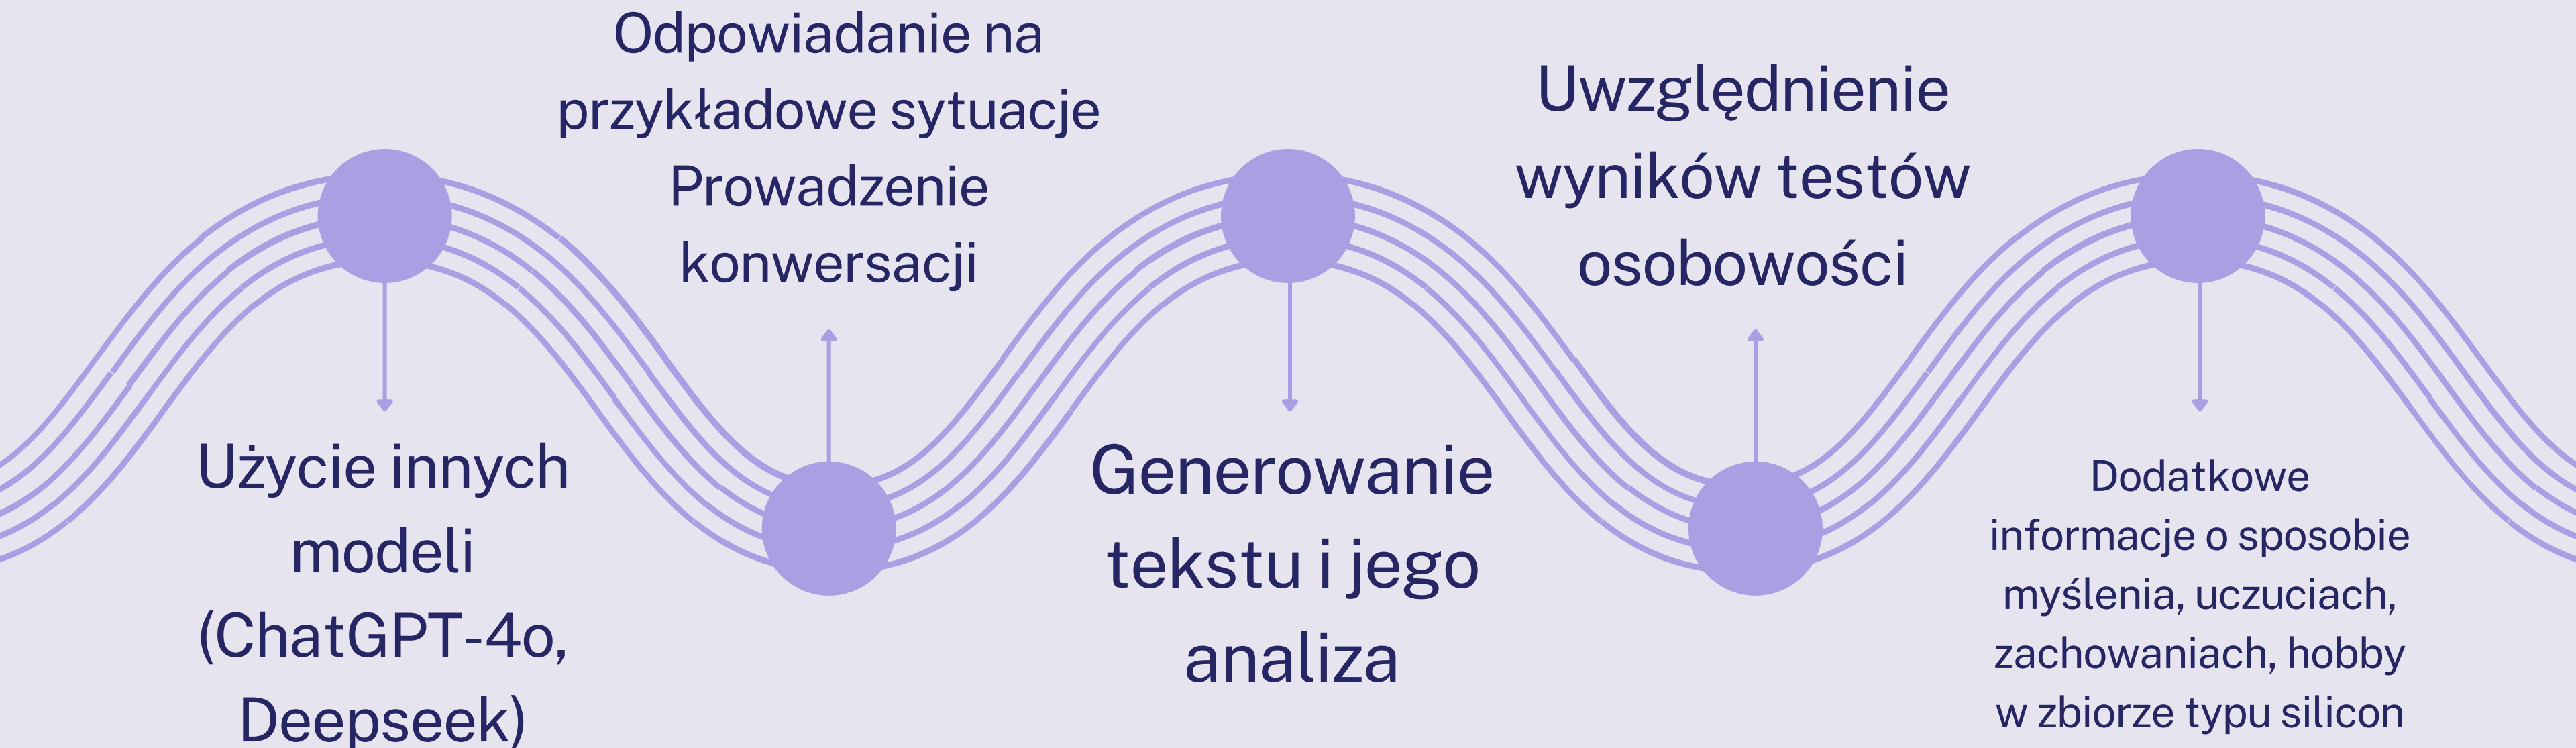 Użycie innych
modeli
(ChatGPT-4o,
Deepseek)
Odpowiadanie na
przykładowe sytuacje
Prowadzenie
konwersacji
Generowanie
tekstu i jego
analiza
Uwzględnienie
wyników testów
osobowości
Dodatkowe
informacje o sposobie
myślenia, uczuciach,
zachowaniach, hobby
w zbiorze typu silicon